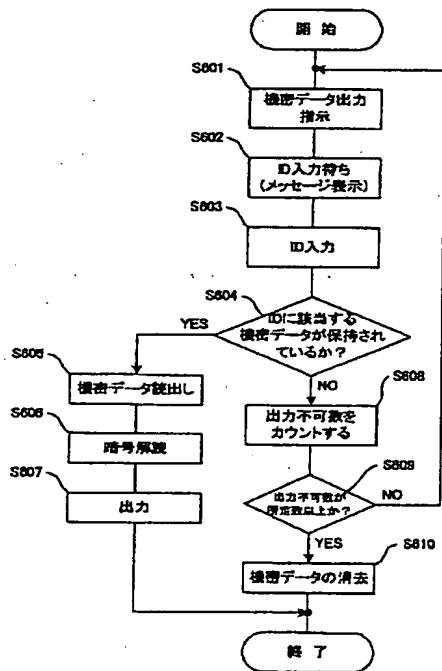 開始
S601
機密データ出力
指示
S602
ID入力待ち
(メッセージ表示)
S603
ID入力
S604
IDに該当する
機密データが保持され
ているか？
YES
NO
S605
機密データ読出し
S606
暗号解読
S607
出力
S608
出力不可数を
カウントする
S609
出力不可数が
所定数以上か？
NO
YES
S610
機密データの消去
終了